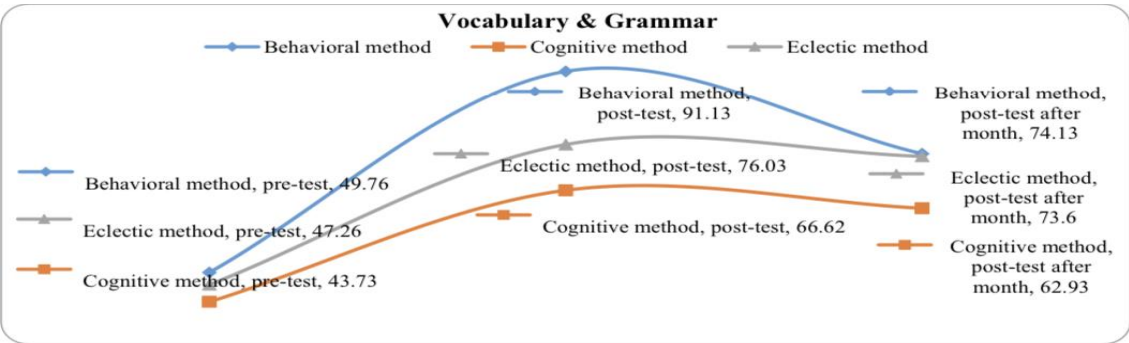 Vocabulary & Grammar
Behavioral method
Cognitive method
Eclectic method
Behavioral method,
post-test, 91.13
Behavioral method,
post-test after
month, 74.13
Eclectic method, post-test, 76.03
Behavioral method, pre-test, 49.76
Eclectic method,
post-test after
month, 73.6
Eclectic method, pre-test, 47.26
Cognitive method, post-test, 66.62
Cognitive method,
post-test after
month, 62.93
Cognitive method, pre-test, 43.73